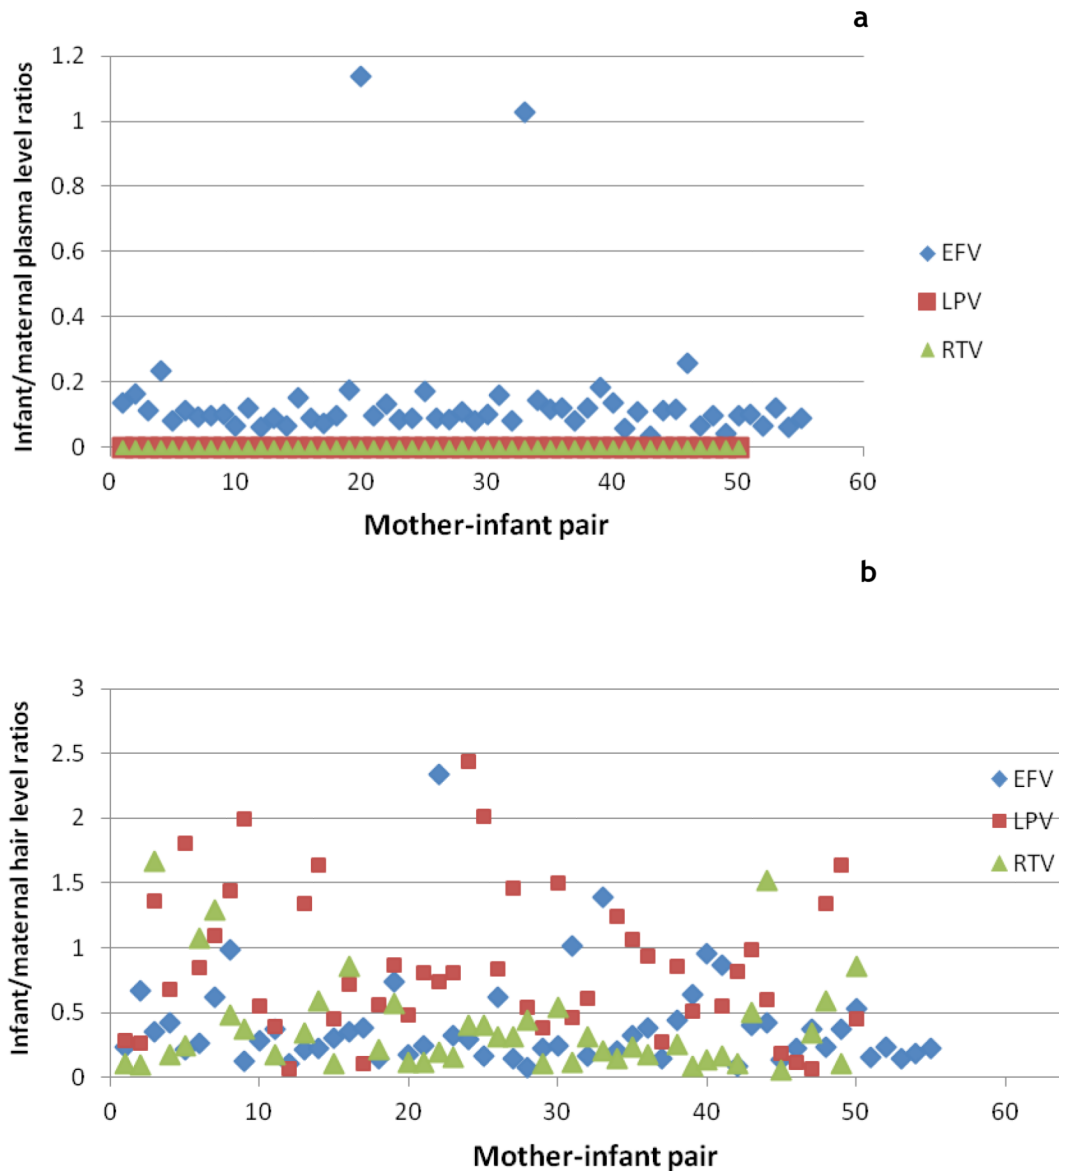 a
1.2
1
0.8
0.6
0.4
0.2
0
Infant/maternal plasma level ratios
0 10 20 30 40 50 60
Mother-infant pair
EFV
LPV
RTV
b
3
2.5
2
1.5
1
0.5
0
Infant/maternal hair level ratios
0 10 20 30 40 50 60
Mother-infant pair
EFV
LPV
RTV